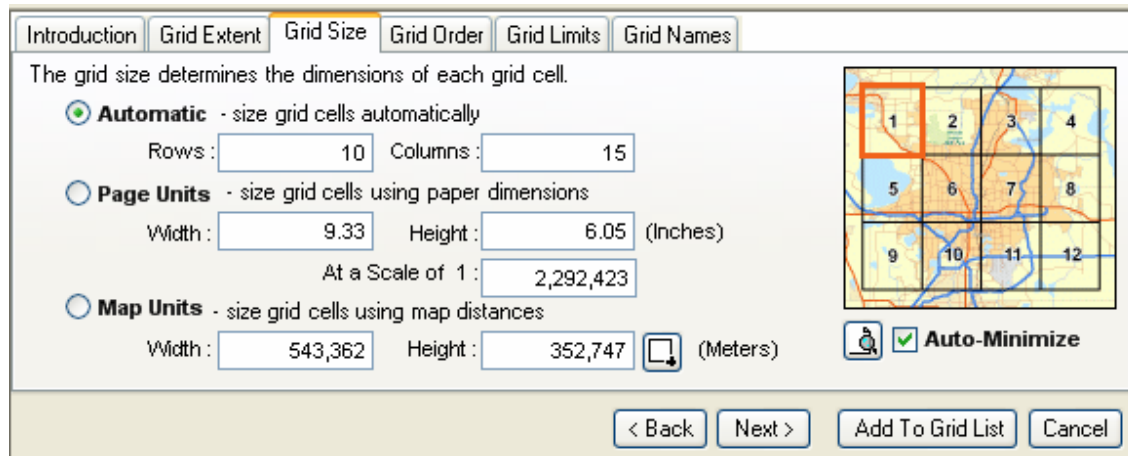 Introduction Grid Extent Grid Size Grid Order Grid Limits Grid Names
The grid size determines the dimensions of each grid cell.
Automatic - size grid cells automatically
Rows : 10 Columns : 15
Page Units - size grid cells using paper dimensions
Width : 9.33 Height : 6.05 (Inches)
At a Scale of 1 : 2,292,423
Map Units - size grid cells using map distances
Width : 543,362 Height : 352,747 (Meters)
1 2 3 4
5 6 7 8
9 10 11 12
Auto-Minimize
< Back Next > Add To Grid List Cancel